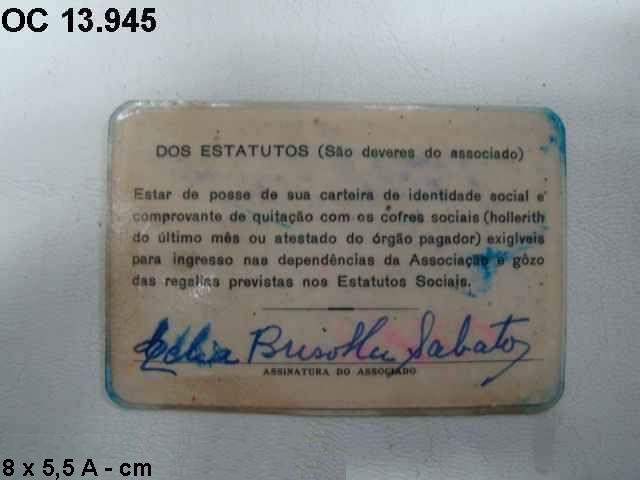 OC 13.945
DOS ESTATUTOS (São deveres do associado)
Estar de posse de sua carteira de identidade social e
comprovante de quitação com os cofres sociais (hollerith
do último mês ou atestado do órgão pagador) exigíveis
para ingresso nas dependências da Associação e gôzo
das regalias previstas nos Estatutos Sociais.
Sabato
ASSINATURA DO ASSOCIADO
8 x 5,5 A - cm